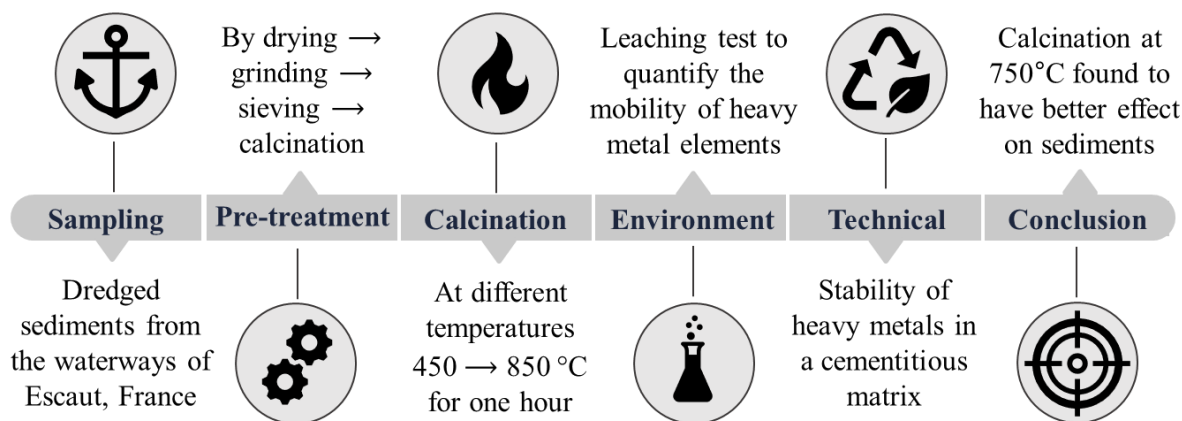 By drying →
grinding →
sieving →
calcination
Leaching test to
quantify the
mobility of heavy
metal elements
Calcination at
750°C found to
have better effect
on sediments
Sampling
Pre-treatment
Calcination
Environment
Technical
Conclusion
Dredged
sediments from
the waterways of
Escaut, France
At different
temperatures
450 → 850 °C
for one hour
Stability of
heavy metals in
a cementitious
matrix